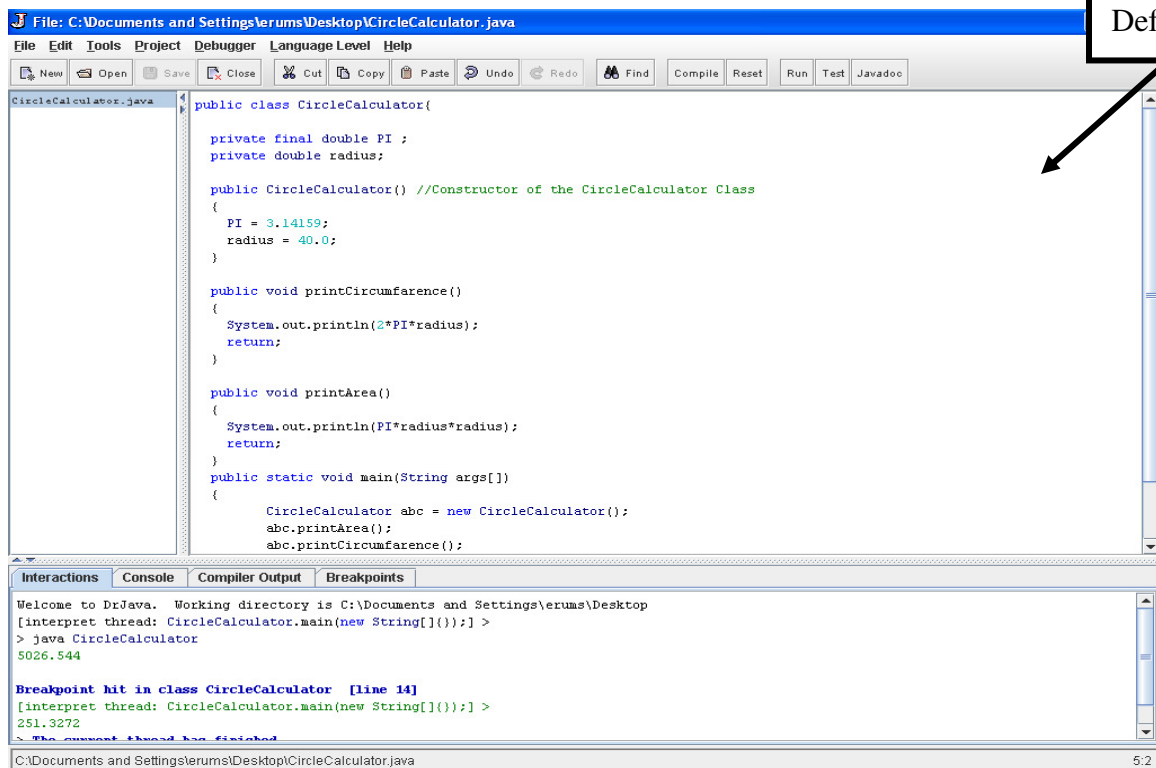 File: C:\Documents and Settings\erums\Desktop\CircleCalculator.java
Def
File Edit Tools Project Debugger Language Level Help
New Open Save Close Cut Copy Paste Undo Redo Find Compile Reset Run Test Javadoc
CircleCalculator.java
public class CircleCalculator{
private final double PI ;
private double radius;
public CircleCalculator() //Constructor of the CircleCalculator Class
{
PI = 3.14159;
radius = 40.0;
}
public void printCircumfarence()
{
System.out.println(2*PI*radius);
return;
}
public void printArea()
{
System.out.println(PI*radius*radius);
return;
}
public static void main(String args[])
{
CircleCalculator abc = new CircleCalculator();
abc.printArea();
abc.printCircumfarence();
Interactions Console Compiler Output Breakpoints
Welcome to DrJava. Working directory is C:\Documents and Settings\erums\Desktop
[interpret thread: CircleCalculator.main(new String[]{});] >
> java CircleCalculator
5026.544
Breakpoint hit in class CircleCalculator [line 14]
[interpret thread: CircleCalculator.main(new String[]{});] >
251.3272
> The current thread has finished
C:\Documents and Settings\erums\Desktop\CircleCalculator.java 5:2